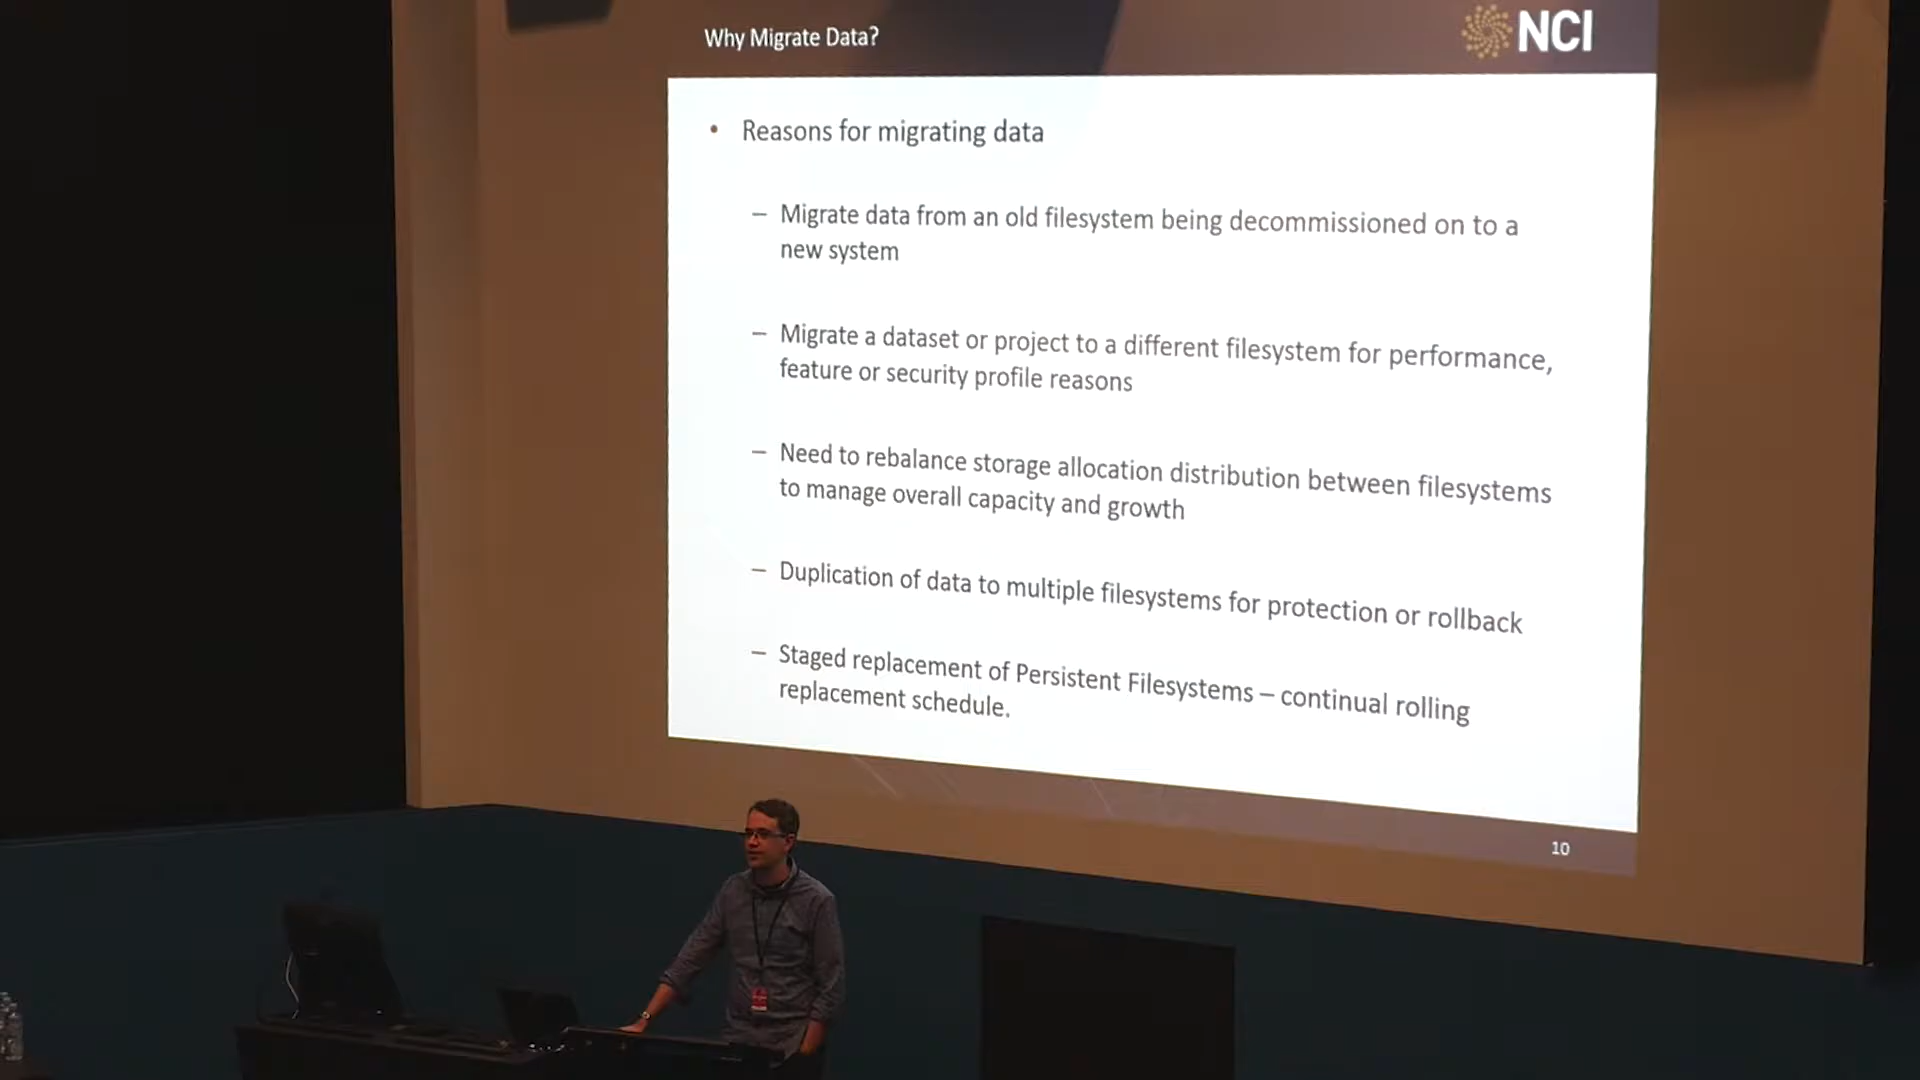 Why Migrate Data?
NCI
• Reasons for migrating data
– Migrate data from an old filesystem being decommissioned on to a
new system
– Migrate a dataset or project to a different filesystem for performance,
feature or security profile reasons
– Need to rebalance storage allocation distribution between filesystems
to manage overall capacity and growth
– Duplication of data to multiple filesystems for protection or rollback
– Staged replacement of Persistent Filesystems – continual rolling
replacement schedule.
10